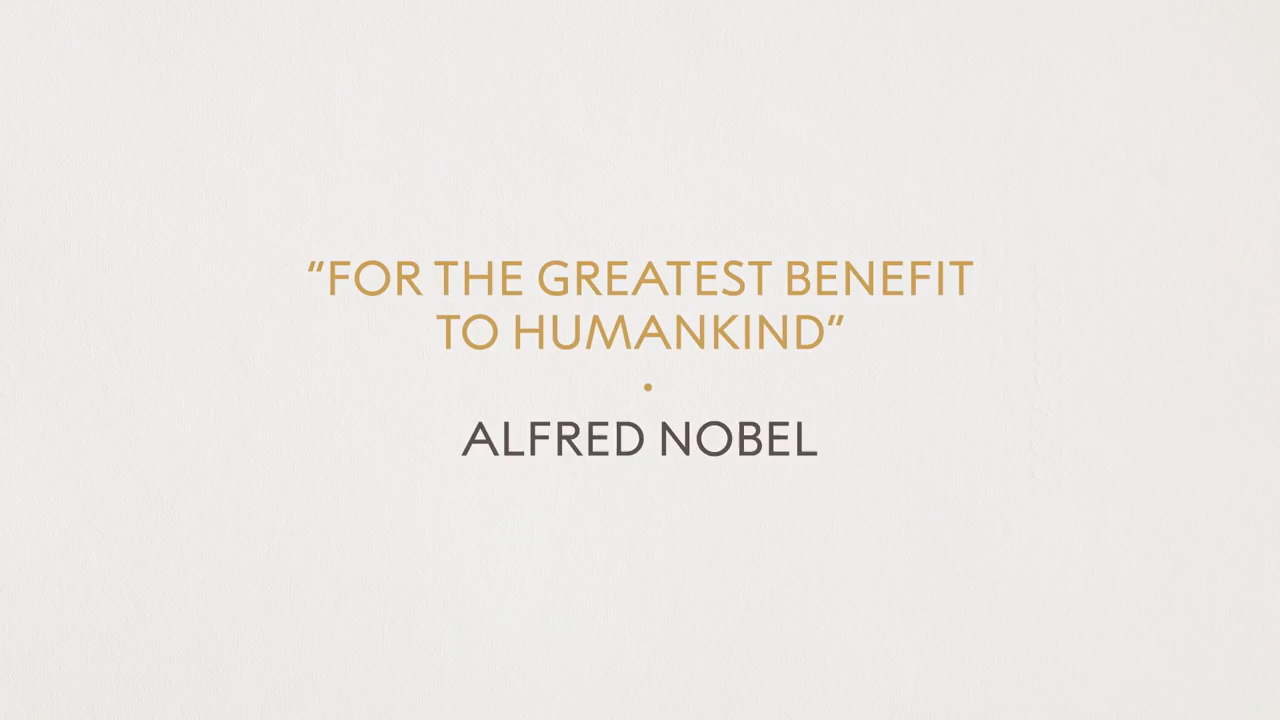 “FOR THE GREATEST BENEFIT
TO HUMANKIND“
•
ALFRED NOBEL